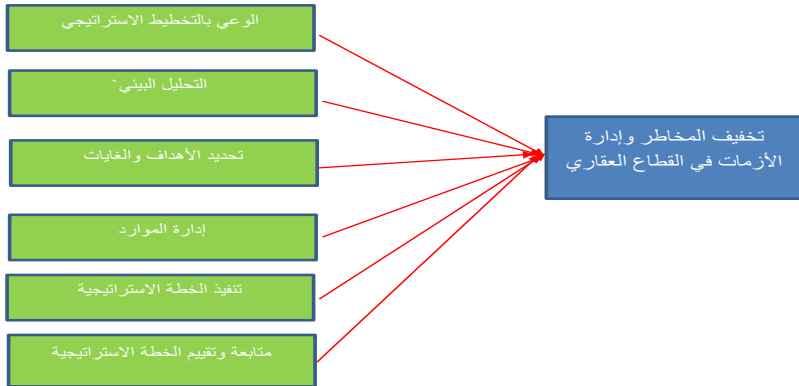 الوعي بالتخطيط الاستراتيجي
التحليل البيئي`
تحديد الأهداف والغايات
إدارة الموارد
تنفيذ الخطة الاستراتيجية
متابعة وتقييم الخطة الاستراتيجية
تخفيف المخاطر وإدارة
الأزمات في القطاع العقاري